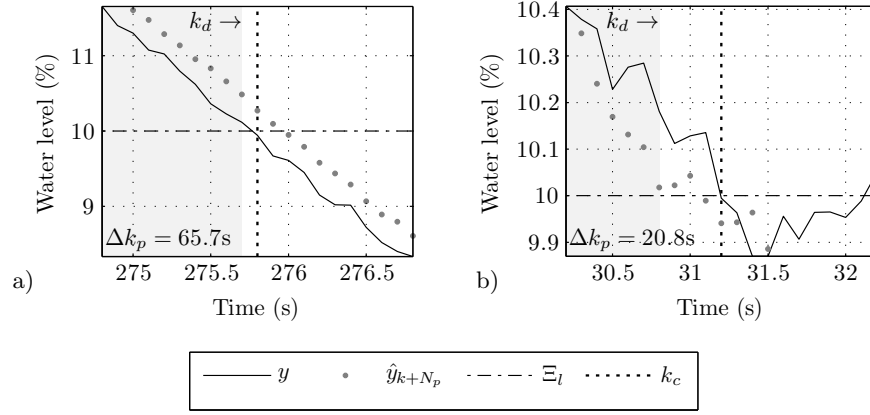 11
10
9
Water level (%)
k_d →
Δk_p = 65.7s
275 275.5 276 276.5
Time (s)
a)
10.4
10.3
10.2
10.1
10
9.9
Water level (%)
k_d →
Δk_p = 20.8s
30.5 31 31.5 32
Time (s)
b)
y ŷ_{k+N_p} Ξ_l k_c